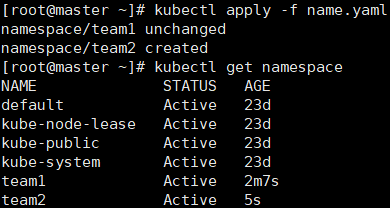 [root@master ~]# kubectl apply -f name.yaml
namespace/team1 unchanged
namespace/team2 created
[root@master ~]# kubectl get namespace
NAME              STATUS   AGE
default           Active   23d
kube-node-lease   Active   23d
kube-public       Active   23d
kube-system       Active   23d
team1             Active   2m7s
team2             Active   5s